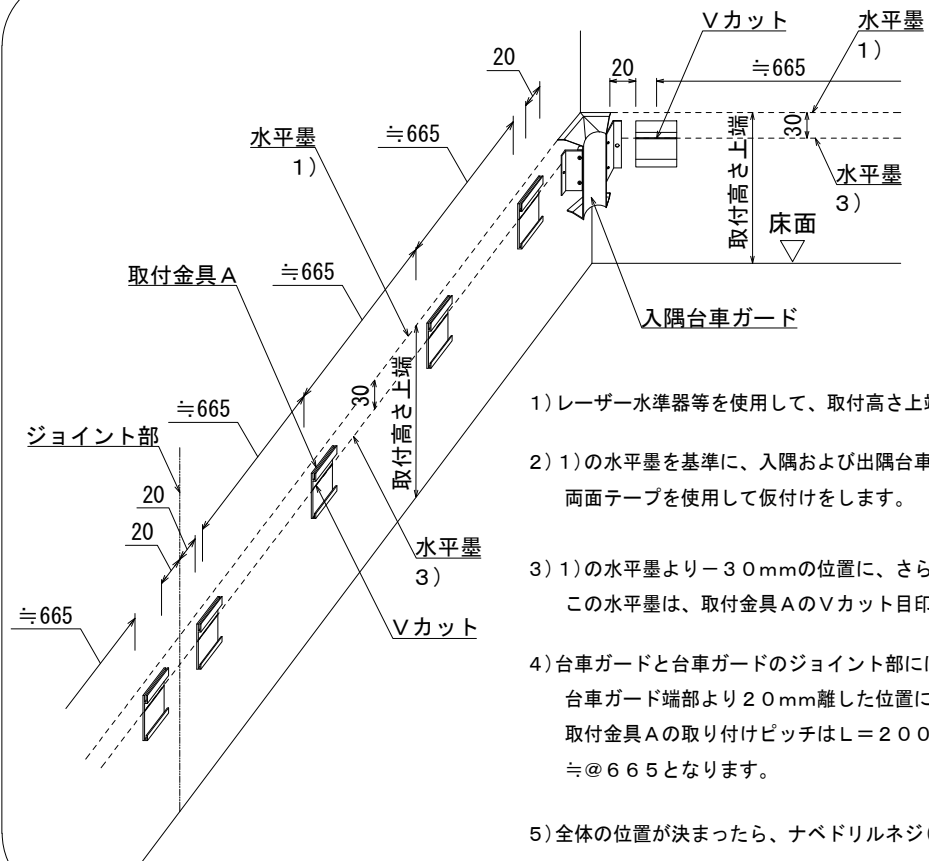 Ｖカット
水平墨
1)
20
20
≒665
30
取付高さ上端
水平墨
3)
床面
水平墨
1)
≒665
取付金具Ａ
≒665
入隅台車ガード
30
取付高さ上端
≒665
ジョイント部
20
20
水平墨
3)
Ｖカット
≒665
1)レーザー水準器等を使用して、取付高さ上端
2)1)の水平墨を基準に、入隅および出隅台車
両面テープを使用して仮付けをします。
3)1)の水平墨より－３０mmの位置に、さら
この水平墨は、取付金具ＡのＶカット目印
4)台車ガードと台車ガードのジョイント部に
台車ガード端部より２０mm離した位置に
取付金具Ａの取り付けピッチはＬ＝２００
≒＠６６５となります。
5)全体の位置が決まったら、ナベドリルネジ